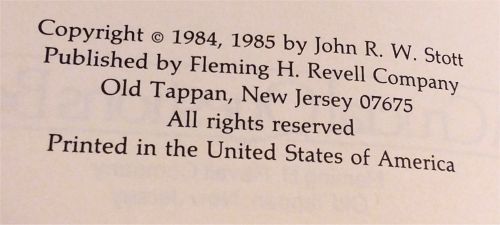 Copyright © 1984, 1985 by John R. W. Stott
Published by Fleming H. Revell Company
Old Tappan, New Jersey 07675
All rights reserved
Printed in the United States of America